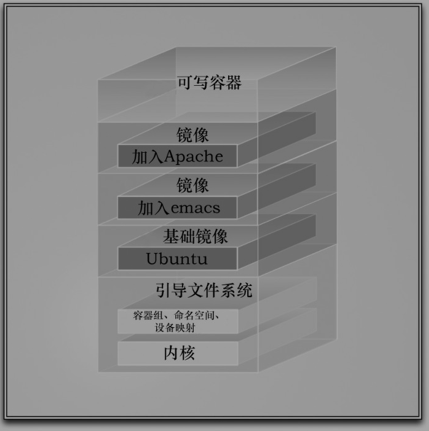 可写容器
镜像
加入Apache
镜像
加入emacs
基础镜像
Ubuntu
引导文件系统
容器组、命名空间、
设备映射
内核